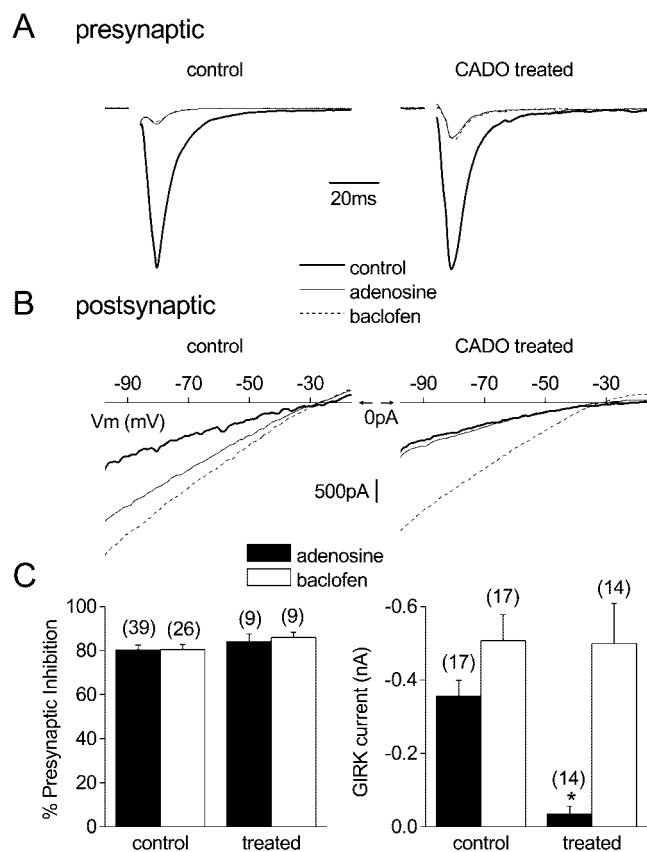 A presynaptic
control CADO treated
20ms
control
adenosine
baclofen
B postsynaptic
control CADO treated
-90 -70 -50 -30 -90 -70 -50 -30
Vm (mV) 0pA
500pA
adenosine
baclofen
C
% Presynaptic Inhibition
100
80
60
40
20
0
(39) (26) (9) (9)
control treated
GIRK current (nA)
-0.6
-0.4
-0.2
0.0
(17) (17) (14) (14)
*
control treated